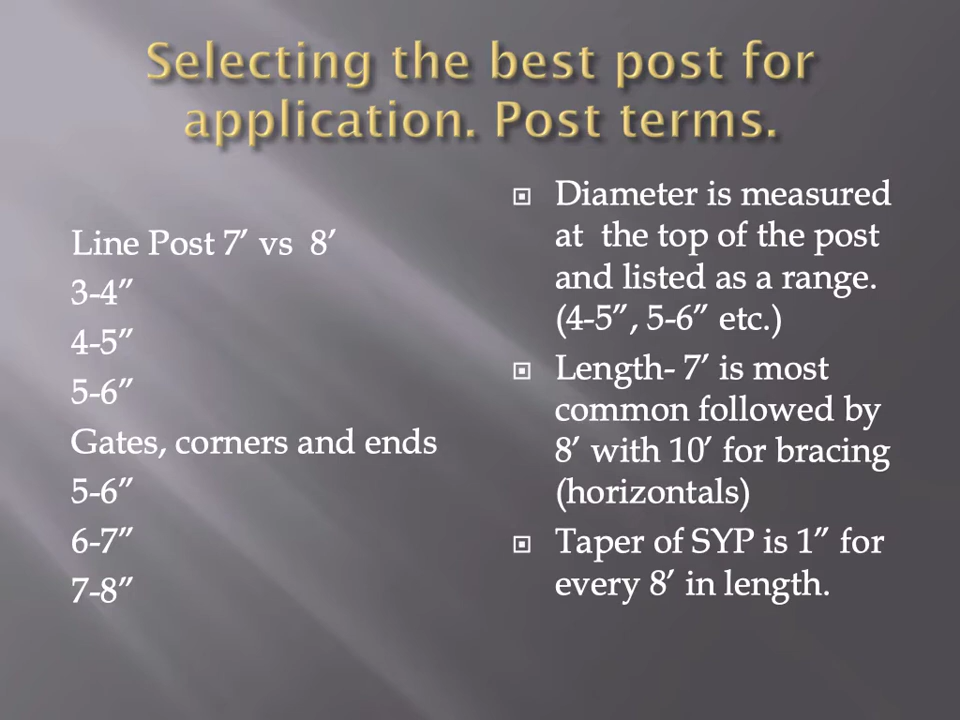 Selecting the best post for
application. Post terms.
Line Post 7’ vs  8’
3-4”
4-5”
5-6”
Gates, corners and ends
5-6”
6-7”
7-8”
Diameter is measured
at  the top of the post
and listed as a range.
(4-5”, 5-6” etc.)
Length- 7’ is most
common followed by
8’ with 10’ for bracing
(horizontals)
Taper of SYP is 1” for
every 8’ in length.